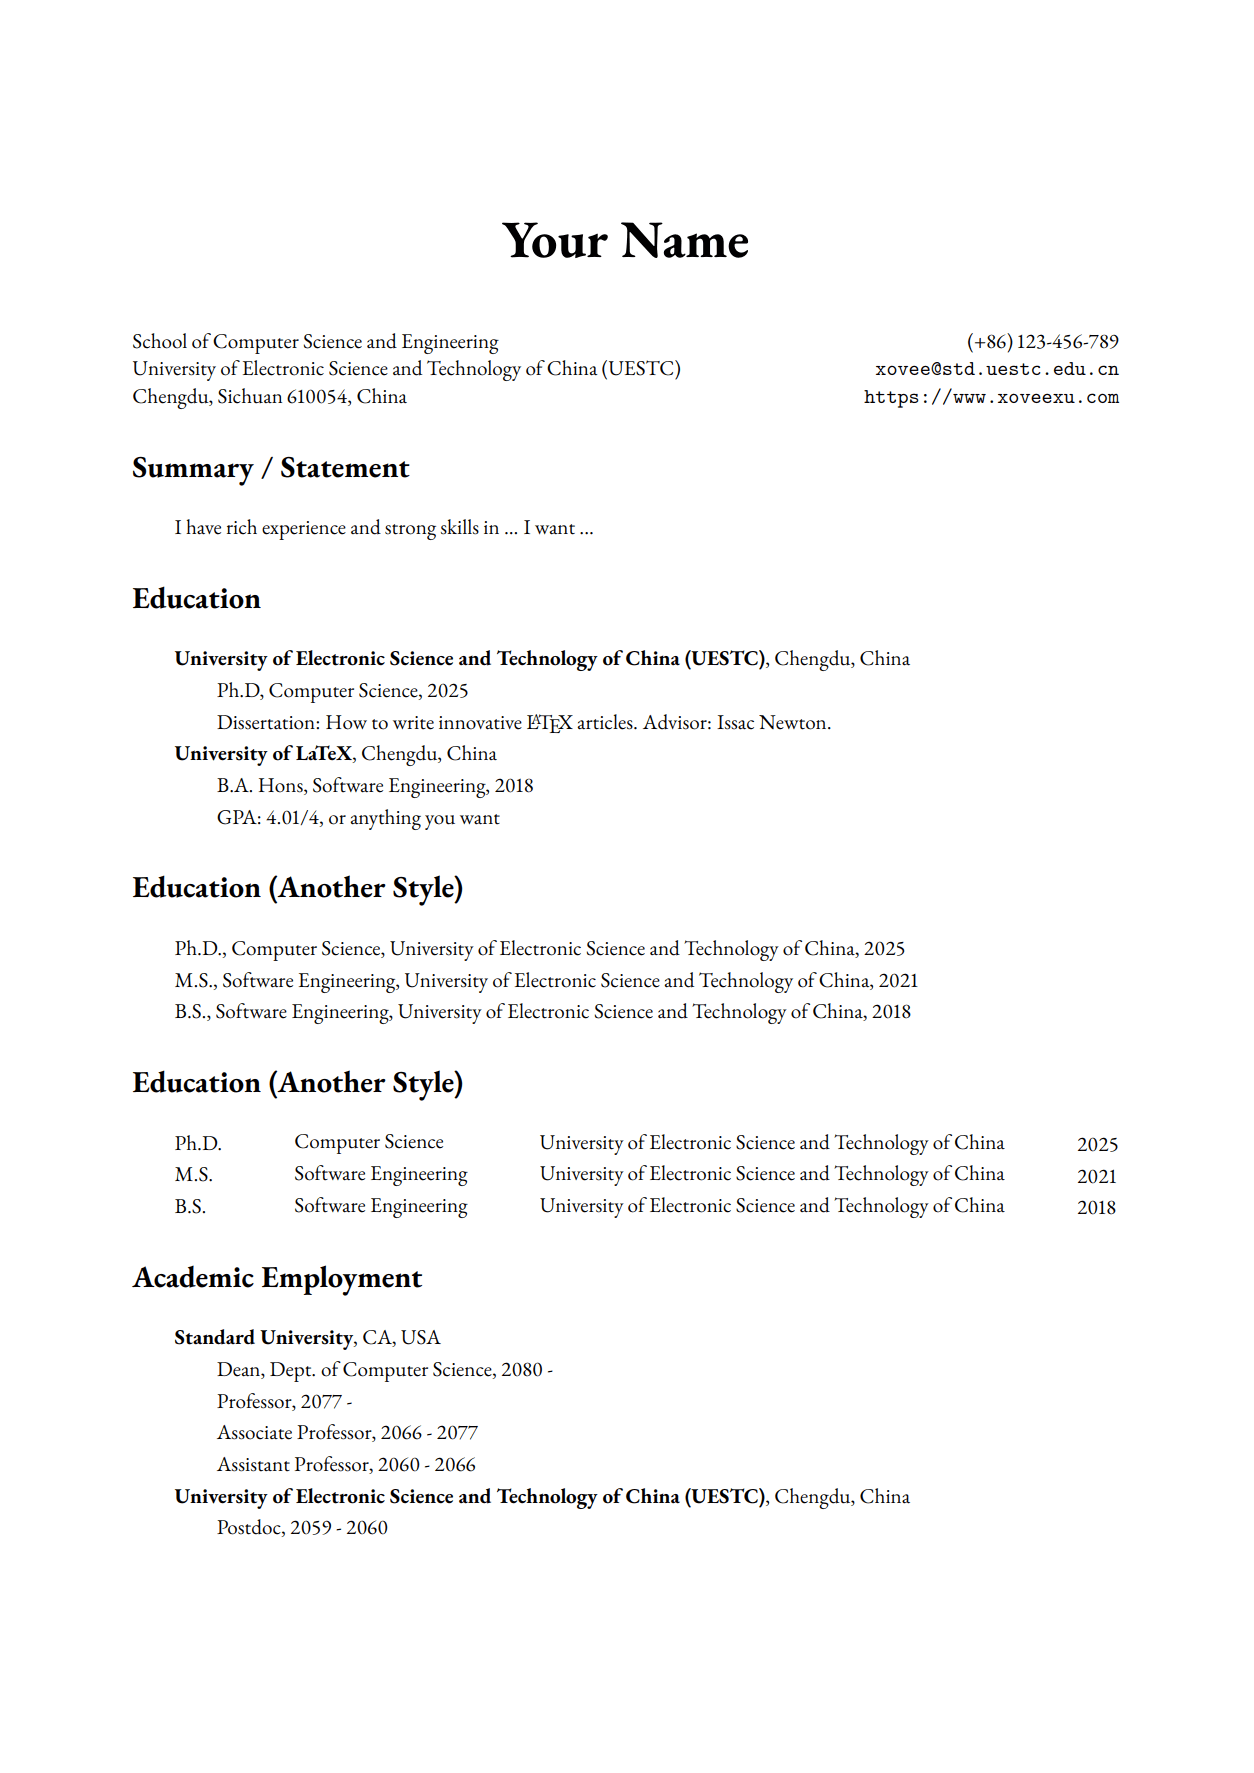 Your Name
School of Computer Science and Engineering (+86) 123-456-789
University of Electronic Science and Technology of China (UESTC) xovee@std.uestc.edu.cn
Chengdu, Sichuan 610054, China https://www.xoveexu.com
Summary / Statement
I have rich experience and strong skills in ... I want ...
Education
University of Electronic Science and Technology of China (UESTC), Chengdu, China
Ph.D, Computer Science, 2025
Dissertation: How to write innovative LATEX articles. Advisor: Issac Newton.
University of LaTeX, Chengdu, China
B.A. Hons, Software Engineering, 2018
GPA: 4.01/4, or anything you want
Education (Another Style)
Ph.D., Computer Science, University of Electronic Science and Technology of China, 2025
M.S., Software Engineering, University of Electronic Science and Technology of China, 2021
B.S., Software Engineering, University of Electronic Science and Technology of China, 2018
Education (Another Style)
Ph.D. Computer Science University of Electronic Science and Technology of China 2025
M.S. Software Engineering University of Electronic Science and Technology of China 2021
B.S. Software Engineering University of Electronic Science and Technology of China 2018
Academic Employment
Standard University, CA, USA
Dean, Dept. of Computer Science, 2080 -
Professor, 2077 -
Associate Professor, 2066 - 2077
Assistant Professor, 2060 - 2066
University of Electronic Science and Technology of China (UESTC), Chengdu, China
Postdoc, 2059 - 2060